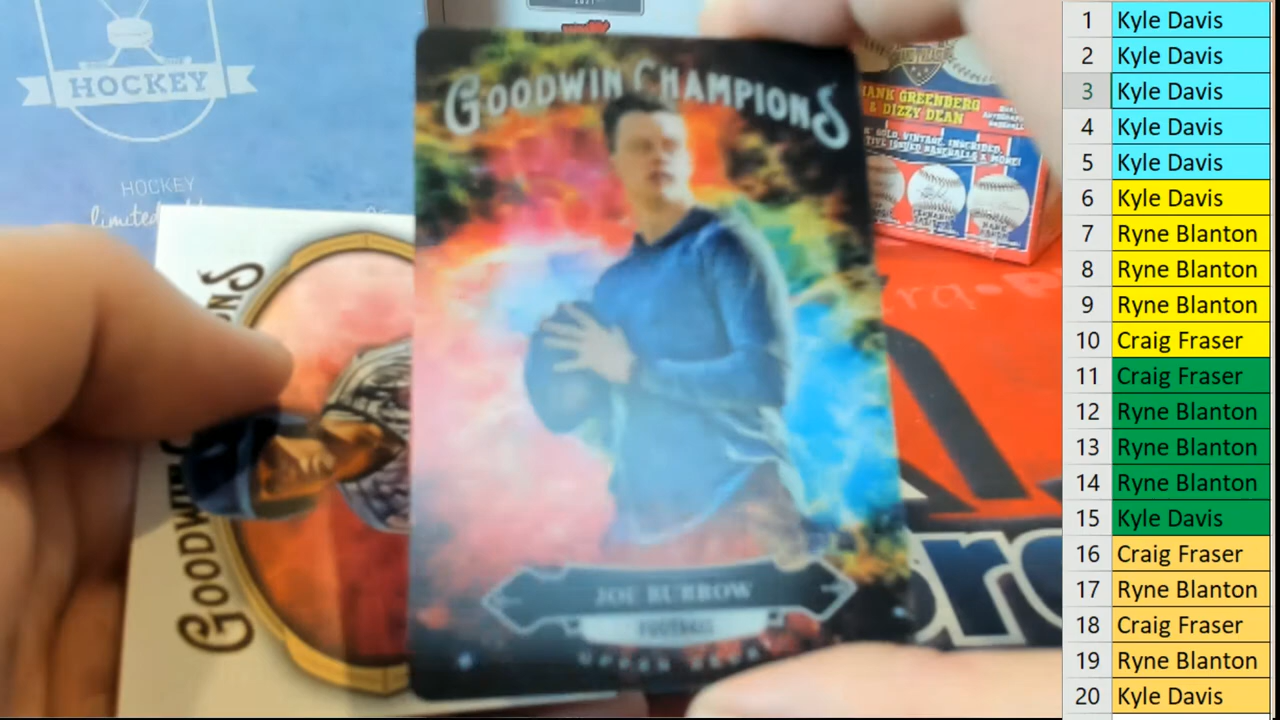 HOCKEY
HOCKEY
GOODWIN CHAMPIONS
JOE BURROW
FOOTBALL
UPPER DECK
HANK GREENBERG
& DIZZY DEAN
GOODWIN
1 Kyle Davis
2 Kyle Davis
3 Kyle Davis
4 Kyle Davis
5 Kyle Davis
6 Kyle Davis
7 Ryne Blanton
8 Ryne Blanton
9 Ryne Blanton
10 Craig Fraser
11 Craig Fraser
12 Ryne Blanton
13 Ryne Blanton
14 Ryne Blanton
15 Kyle Davis
16 Craig Fraser
17 Ryne Blanton
18 Craig Fraser
19 Ryne Blanton
20 Kyle Davis